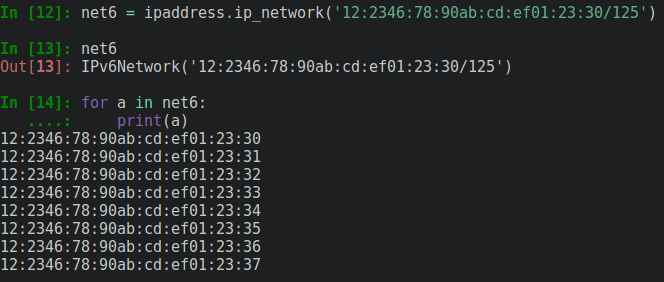 In [12]: net6 = ipaddress.ip_network('12:2346:78:90ab:cd:ef01:23:30/125')
In [13]: net6
Out[13]: IPv6Network('12:2346:78:90ab:cd:ef01:23:30/125')
In [14]: for a in net6:
   ....:     print(a)
12:2346:78:90ab:cd:ef01:23:30
12:2346:78:90ab:cd:ef01:23:31
12:2346:78:90ab:cd:ef01:23:32
12:2346:78:90ab:cd:ef01:23:33
12:2346:78:90ab:cd:ef01:23:34
12:2346:78:90ab:cd:ef01:23:35
12:2346:78:90ab:cd:ef01:23:36
12:2346:78:90ab:cd:ef01:23:37